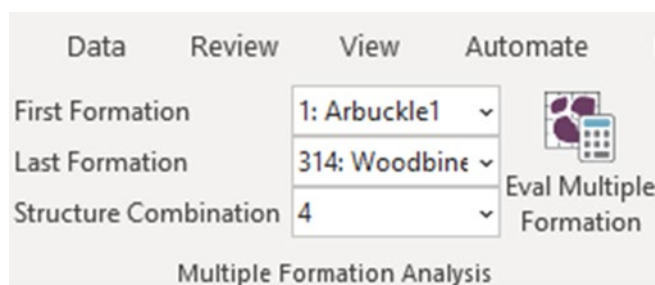 Data Review View Automate
First Formation 1: Arbuckle1
Last Formation 314: Woodbine
Structure Combination 4
Eval Multiple
Formation
Multiple Formation Analysis